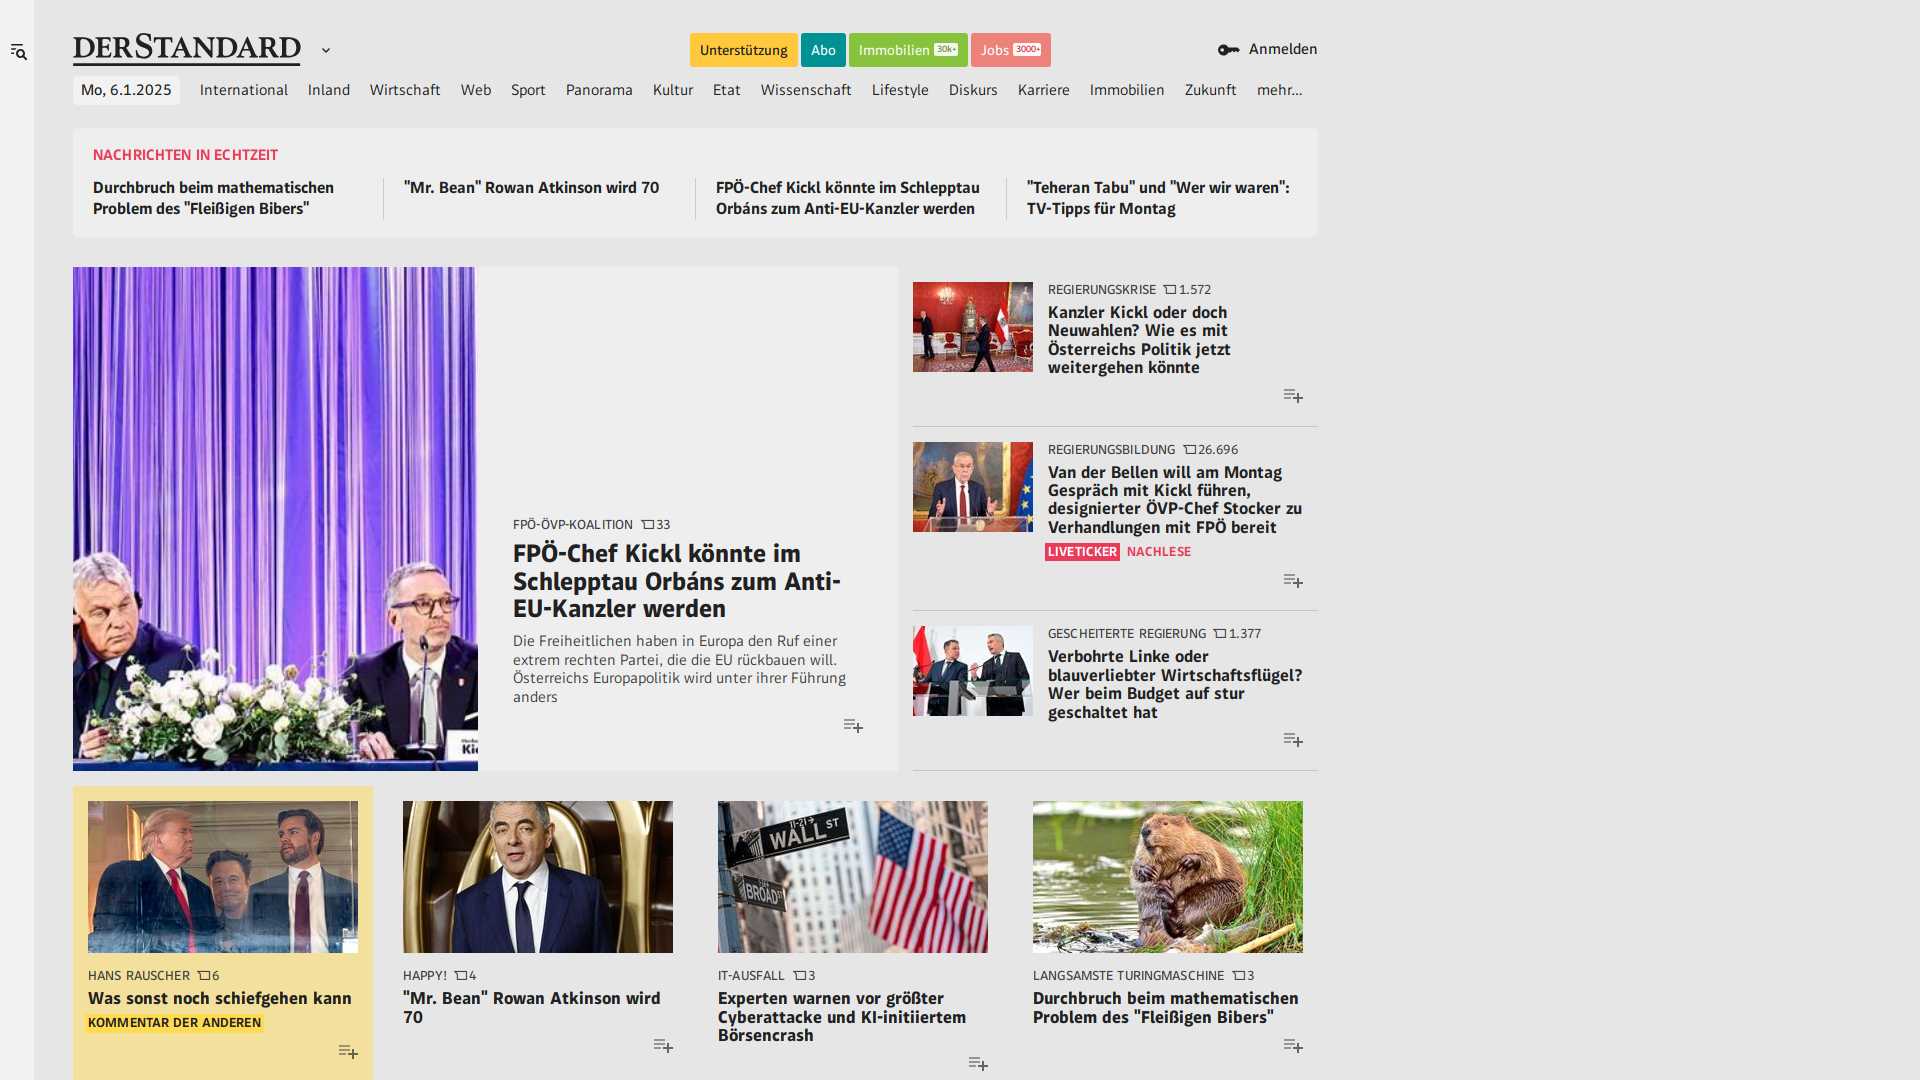 DERSTANDARD
Unterstützung
Abo
Immobilien 30k+
Jobs 3000+
Anmelden
Mo, 6.1.2025
International
Inland
Wirtschaft
Web
Sport
Panorama
Kultur
Etat
Wissenschaft
Lifestyle
Diskurs
Karriere
Immobilien
Zukunft
mehr...
NACHRICHTEN IN ECHTZEIT
Durchbruch beim mathematischen
Problem des "Fleißigen Bibers"
"Mr. Bean" Rowan Atkinson wird 70
FPÖ-Chef Kickl könnte im Schlepptau
Orbáns zum Anti-EU-Kanzler werden
"Teheran Tabu" und "Wer wir waren":
TV-Tipps für Montag
FPÖ-ÖVP-KOALITION 33
FPÖ-Chef Kickl könnte im
Schlepptau Orbáns zum Anti-
EU-Kanzler werden
Die Freiheitlichen haben in Europa den Ruf einer
extrem rechten Partei, die die EU rückbauen will.
Österreichs Europapolitik wird unter ihrer Führung
anders
REGIERUNGSKRISE 1.572
Kanzler Kickl oder doch
Neuwahlen? Wie es mit
Österreichs Politik jetzt
weitergehen könnte
REGIERUNGSBILDUNG 26.696
Van der Bellen will am Montag
Gespräch mit Kickl führen,
designierter ÖVP-Chef Stocker zu
Verhandlungen mit FPÖ bereit
LIVETICKER NACHLESE
GESCHEITERTE REGIERUNG 1.377
Verbohrte Linke oder
blauverliebter Wirtschaftsflügel?
Wer beim Budget auf stur
geschaltet hat
HANS RAUSCHER 6
Was sonst noch schiefgehen kann
KOMMENTAR DER ANDEREN
HAPPY! 4
"Mr. Bean" Rowan Atkinson wird
70
11-21
WALL ST
BROAD ST
IT-AUSFALL 3
Experten warnen vor größter
Cyberattacke und KI-initiiertem
Börsencrash
LANGSAMSTE TURINGMASCHINE 3
Durchbruch beim mathematischen
Problem des "Fleißigen Bibers"